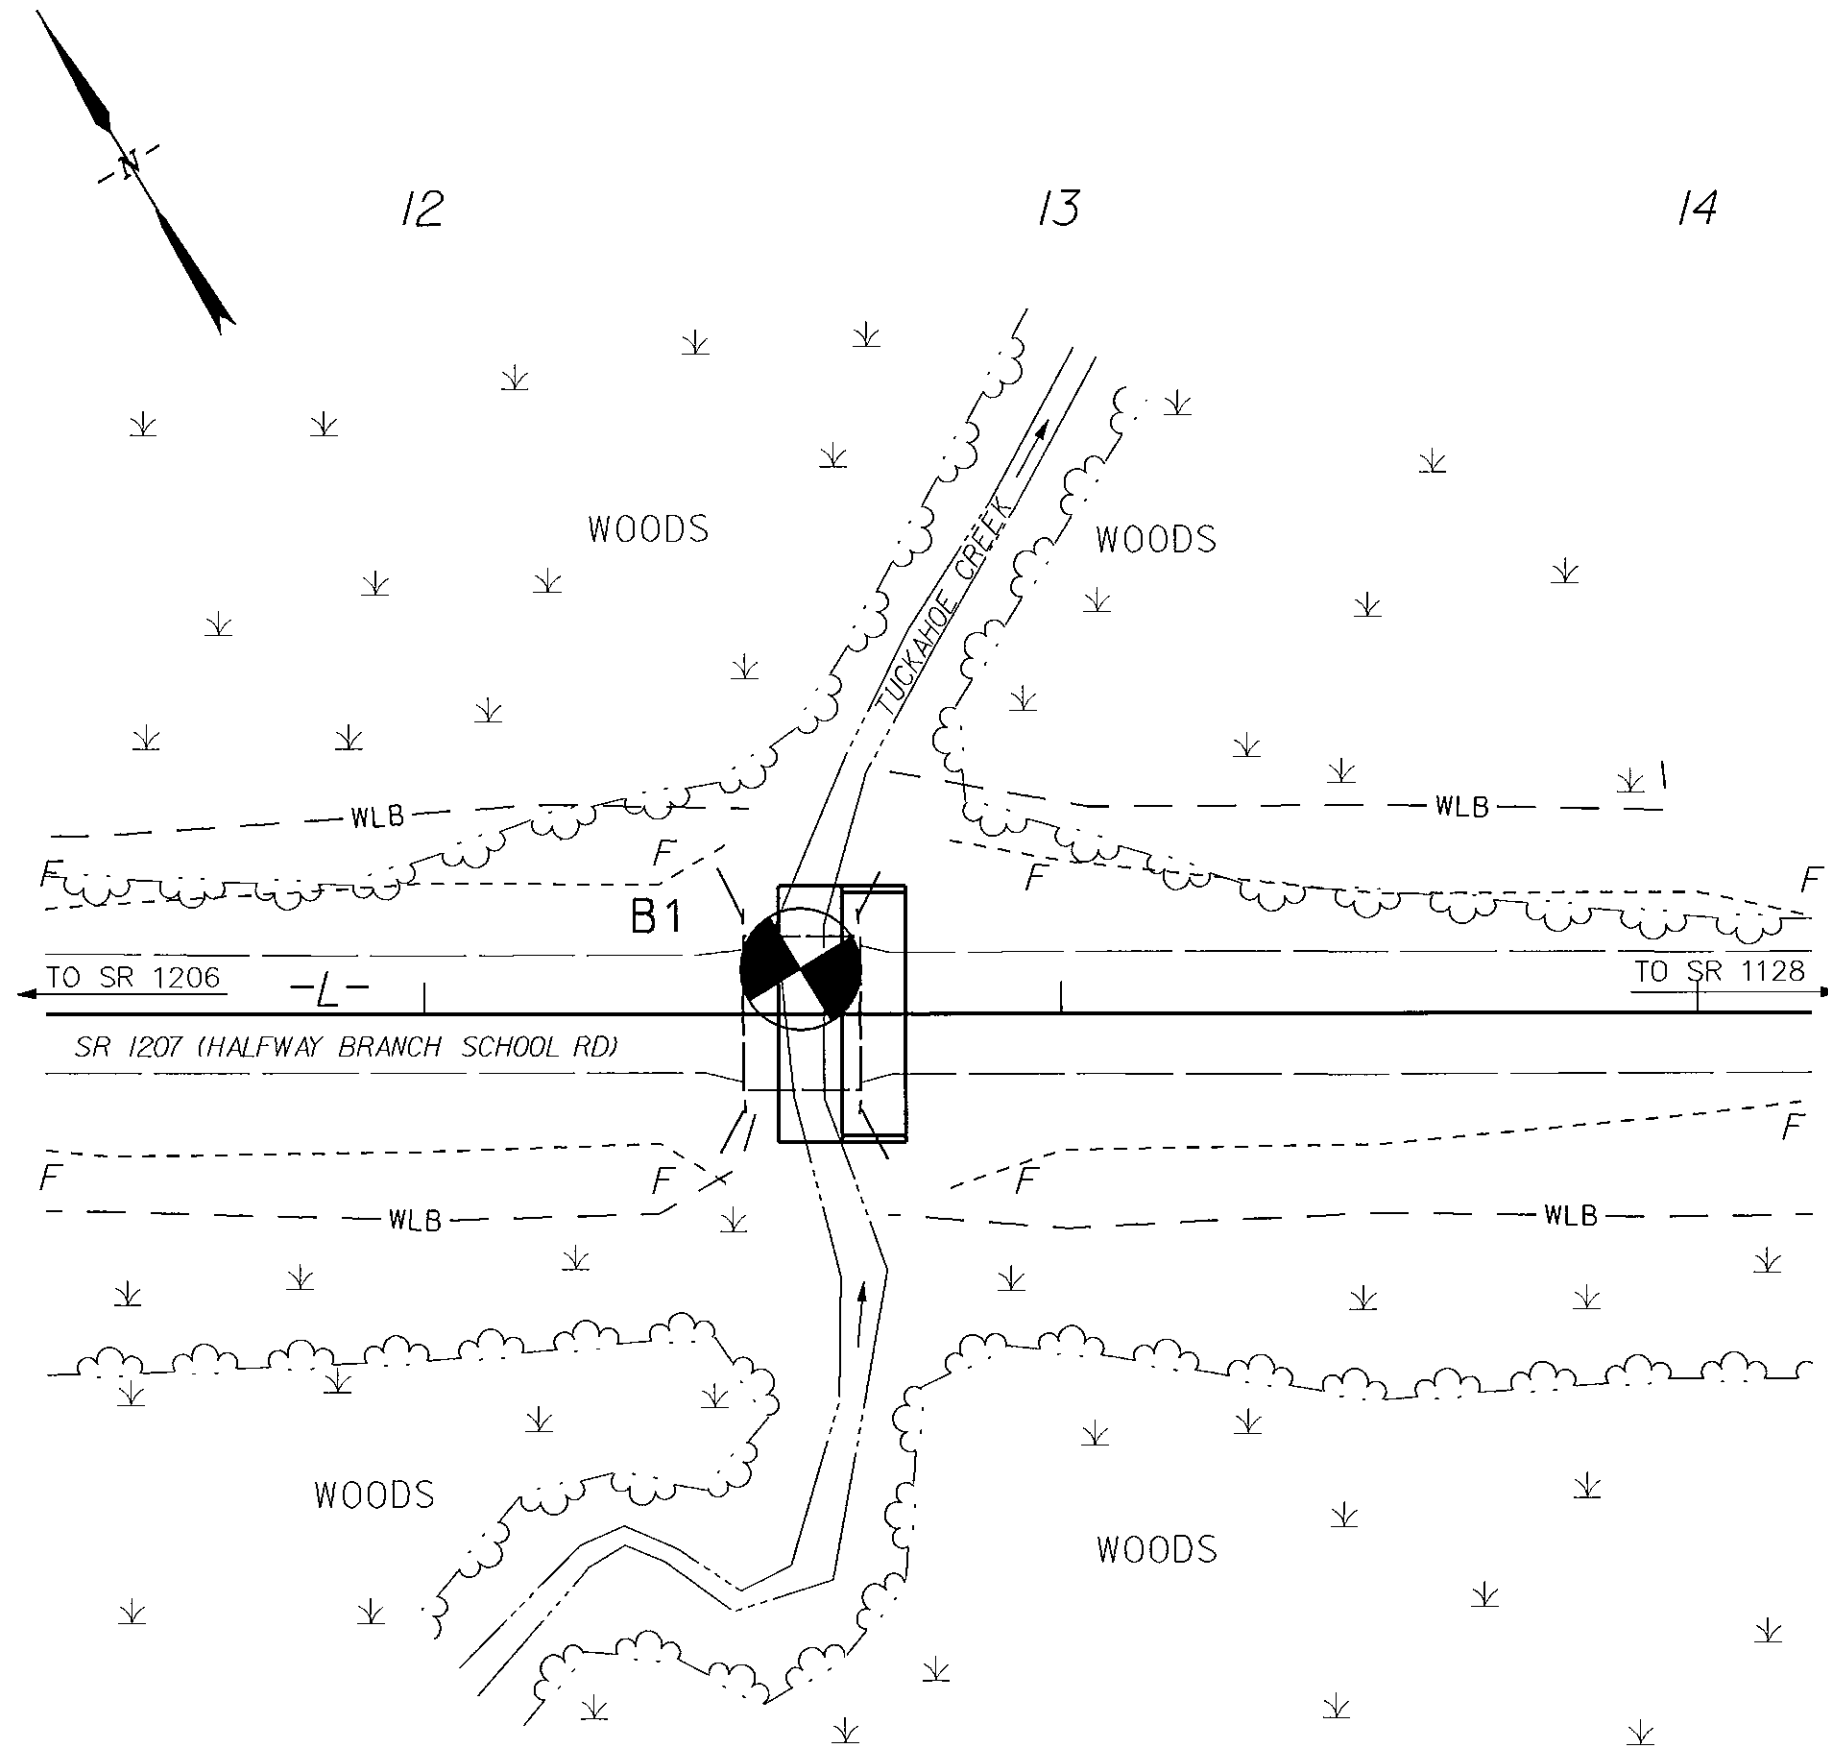 N
12 13 14
WOODS
WOODS
TUCKAHOE CREEK
WLB
WLB
F F F F
B1
TO SR 1206
-L-
TO SR 1128
SR 1207 (HALFWAY BRANCH SCHOOL RD)
F F F F
WLB
WLB
WOODS
WOODS